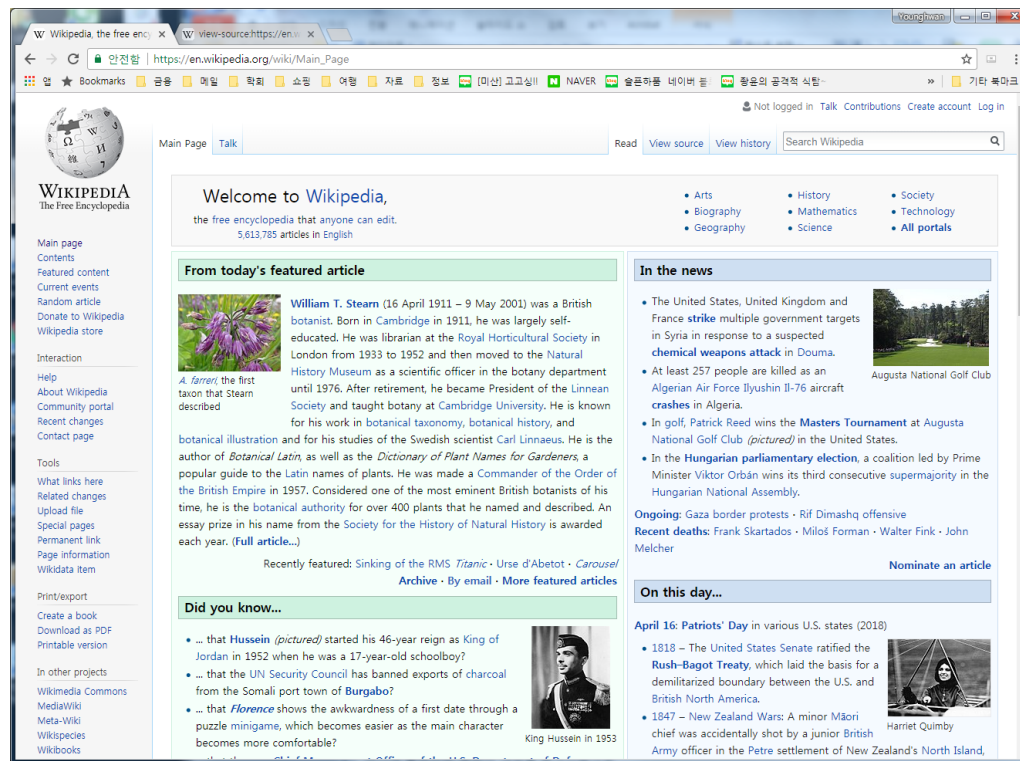 Younghwan
Wikipedia, the free ency
view-source:https://en.w
안전함
https://en.wikipedia.org/wiki/Main_Page
앱 Bookmarks 금융 메일 학회 쇼핑 여행 자료 정보 [미산] 고고싱!! NAVER 슬픈하품 네이버 블 황운의 공격적 식탐- » 기타 북마크
Not logged in Talk Contributions Create account Log in
Main Page Talk Read View source View history Search Wikipedia
WIKIPEDIA
The Free Encyclopedia
Main page
Contents
Featured content
Current events
Random article
Donate to Wikipedia
Wikipedia store
Interaction
Help
About Wikipedia
Community portal
Recent changes
Contact page
Tools
What links here
Related changes
Upload file
Special pages
Permanent link
Page information
Wikidata item
Print/export
Create a book
Download as PDF
Printable version
In other projects
Wikimedia Commons
MediaWiki
Meta-Wiki
Wikispecies
Wikibooks
Welcome to Wikipedia,
the free encyclopedia that anyone can edit.
5,613,785 articles in English
• Arts
• Biography
• Geography
• History
• Mathematics
• Science
• Society
• Technology
• All portals
From today's featured article
A. farreri, the first
taxon that Stearn
described
William T. Stearn (16 April 1911 – 9 May 2001) was a British
botanist. Born in Cambridge in 1911, he was largely self-
educated. He was librarian at the Royal Horticultural Society in
London from 1933 to 1952 and then moved to the Natural
History Museum as a scientific officer in the botany department
until 1976. After retirement, he became President of the Linnean
Society and taught botany at Cambridge University. He is known
for his work in botanical taxonomy, botanical history, and
botanical illustration and for his studies of the Swedish scientist Carl Linnaeus. He is the
author of Botanical Latin, as well as the Dictionary of Plant Names for Gardeners, a
popular guide to the Latin names of plants. He was made a Commander of the Order of
the British Empire in 1957. Considered one of the most eminent British botanists of his
time, he is the botanical authority for over 400 plants that he named and described. An
essay prize in his name from the Society for the History of Natural History is awarded
each year. (Full article...)
Recently featured: Sinking of the RMS Titanic · Urse d'Abetot · Carousel
Archive · By email · More featured articles
Did you know...
• ... that Hussein (pictured) started his 46-year reign as King of
Jordan in 1952 when he was a 17-year-old schoolboy?
• ... that the UN Security Council has banned exports of charcoal
from the Somali port town of Burgabo?
• ... that Florence shows the awkwardness of a first date through a
puzzle minigame, which becomes easier as the main character
becomes more comfortable?
King Hussein in 1953
In the news
• The United States, United Kingdom and
France strike multiple government targets
in Syria in response to a suspected
chemical weapons attack in Douma.
• At least 257 people are killed as an
Algerian Air Force Ilyushin Il-76 aircraft
crashes in Algeria.
• In golf, Patrick Reed wins the Masters Tournament at Augusta
National Golf Club (pictured) in the United States.
• In the Hungarian parliamentary election, a coalition led by Prime
Minister Viktor Orbán wins its third consecutive supermajority in the
Hungarian National Assembly.
Augusta National Golf Club
Ongoing: Gaza border protests · Rif Dimashq offensive
Recent deaths: Frank Skartados · Miloš Forman · Walter Fink · John
Melcher
Nominate an article
On this day...
April 16: Patriots' Day in various U.S. states (2018)
• 1818 – The United States Senate ratified the
Rush–Bagot Treaty, which laid the basis for a
demilitarized boundary between the U.S. and
British North America.
• 1847 – New Zealand Wars: A minor Māori
chief was accidentally shot by a junior British
Army officer in the Petre settlement of New Zealand's North Island,
Harriet Quimby